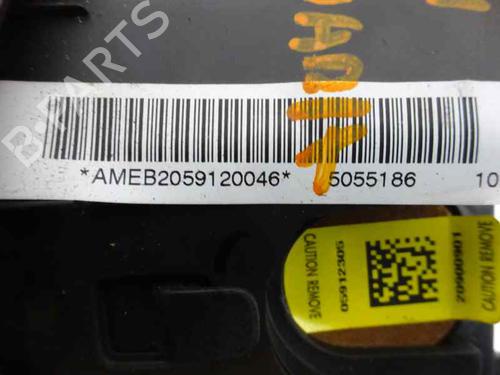 *AMEB2059120046* 5055186 10
CAUTION REMOVE
05912305
CAUTION REMOVE
B-PARTS